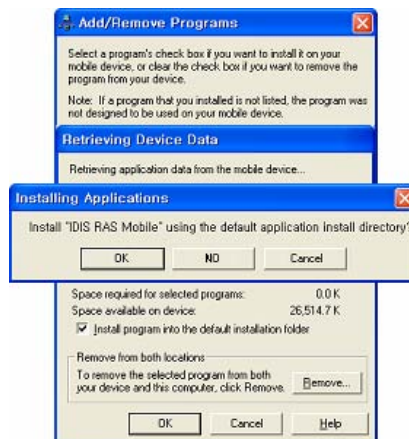 Add/Remove Programs
Select a program's check box if you want to install it on your
mobile device, or clear the check box if you want to remove the
program from your device.
Note: If a program that you installed is not listed, the program was
not designed to be used on your mobile device.
Retrieving Device Data
Retrieving application data from the mobile device...
Installing Applications
Install "IDIS RAS Mobile" using the default application install directory?
OK NO Cancel
Space required for selected programs: 0.0 K
Space available on device: 26,514.7 K
Install program into the default installation folder
Remove from both locations
To remove the selected program from both
your device and this computer, click Remove.
Remove...
OK Cancel Help